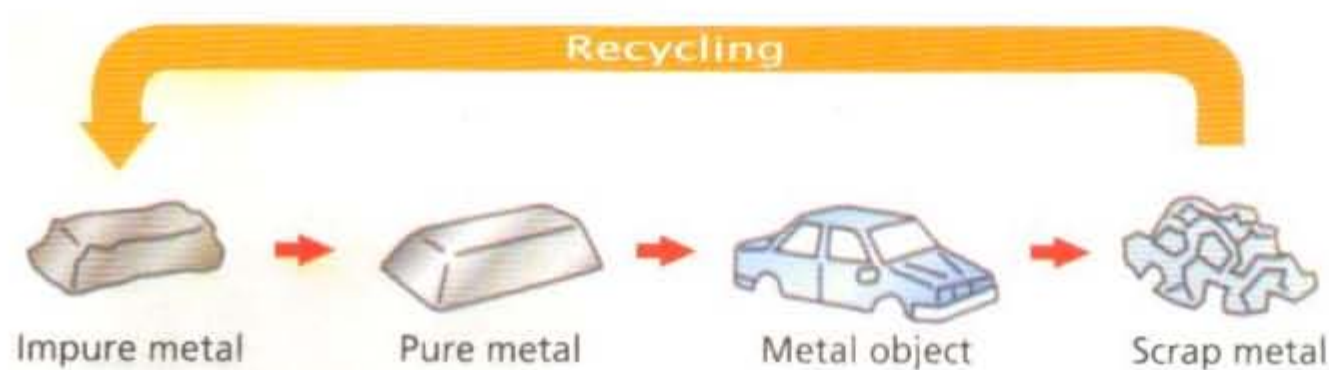 Recycling
Impure metal
Pure metal
Metal object
Scrap metal